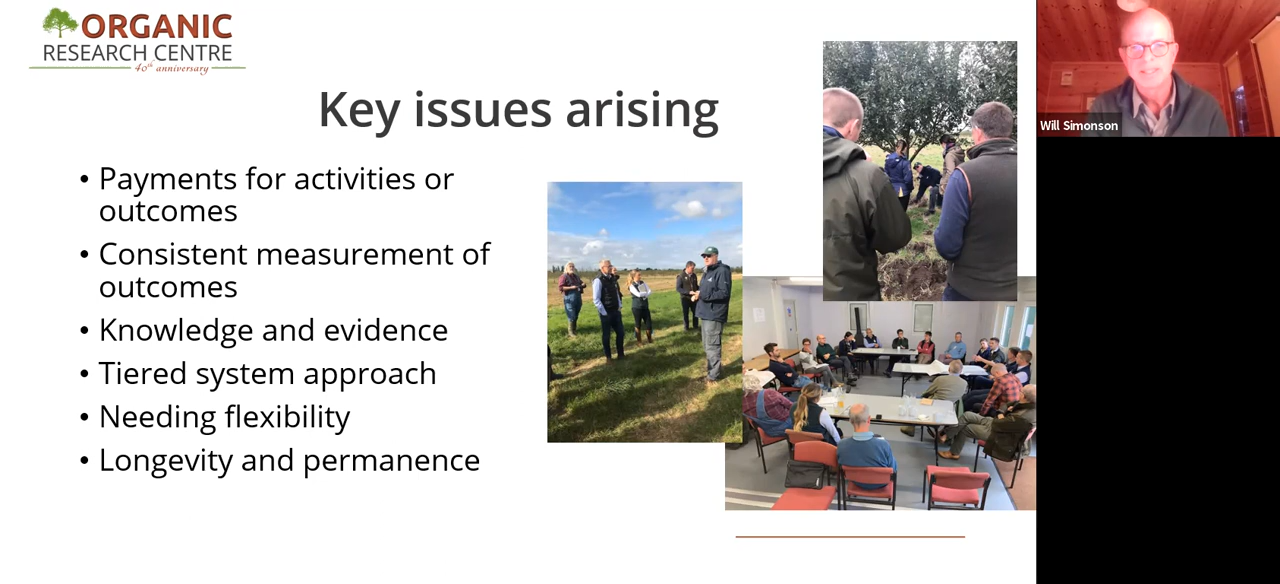 ORGANIC
RESEARCH CENTRE
40th anniversary
Key issues arising
• Payments for activities or
outcomes
• Consistent measurement of
outcomes
• Knowledge and evidence
• Tiered system approach
• Needing flexibility
• Longevity and permanence
Will Simonson